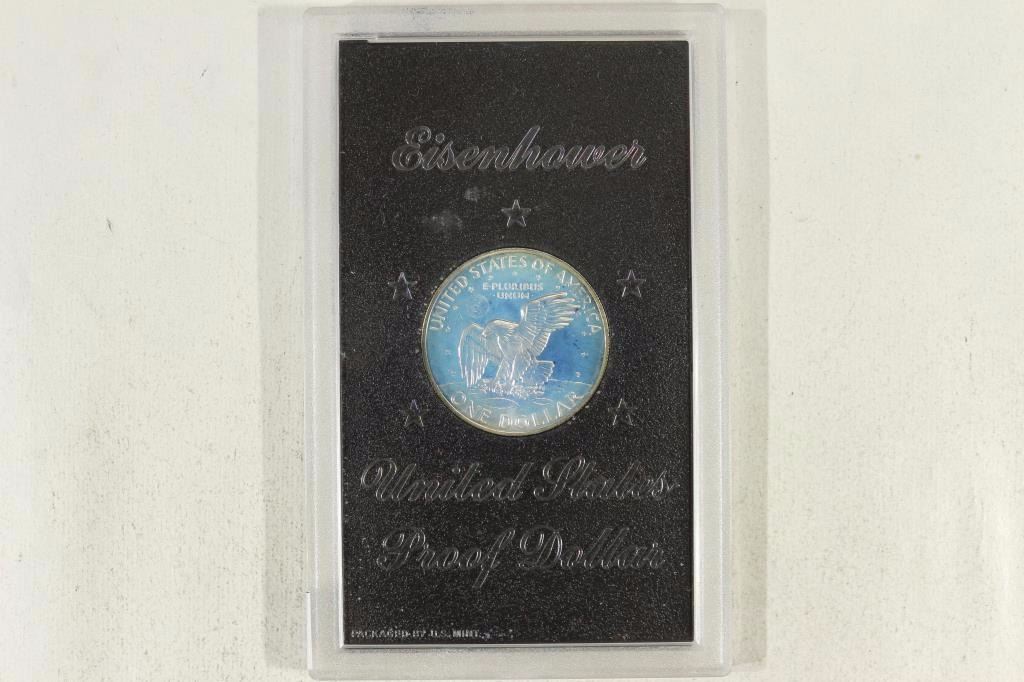 Eisenhower
UNITED STATES OF AMERICA
E·PLURIBUS
·UNUM·
ONE DOLLAR
United States
Proof Dollar
PACKAGED BY U.S. MINT